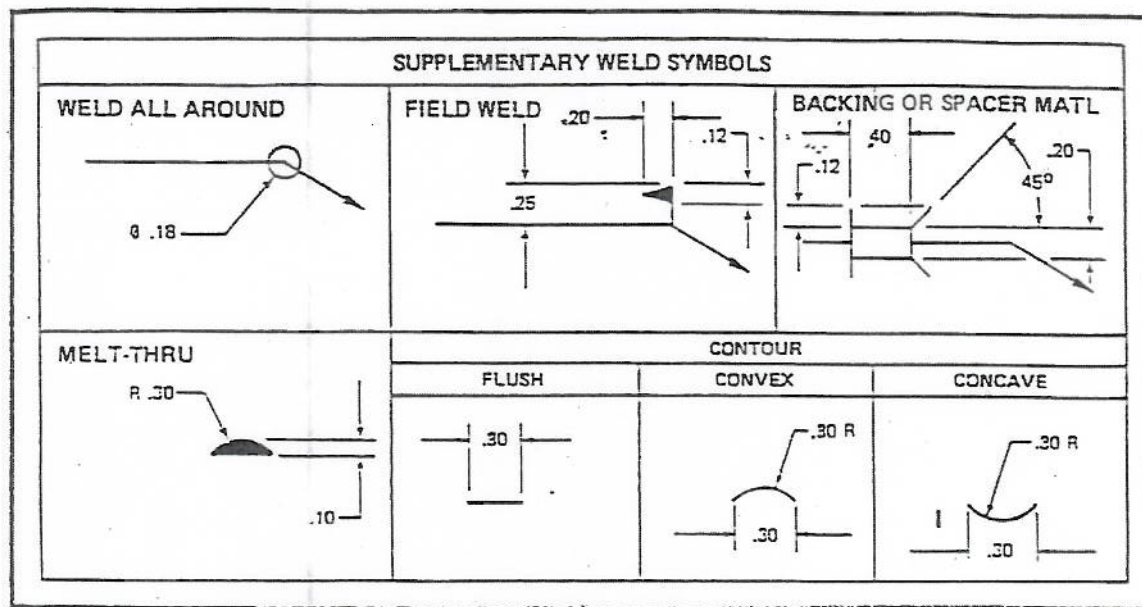 SUPPLEMENTARY WELD SYMBOLS
WELD ALL AROUND
Ø .18
FIELD WELD
.20
.12
.25
BACKING OR SPACER MATL
.40
.12
.20
45º
MELT-THRU
R .30
.10
CONTOUR
FLUSH
.30
CONVEX
.30 R
.30
CONCAVE
.30 R
.30